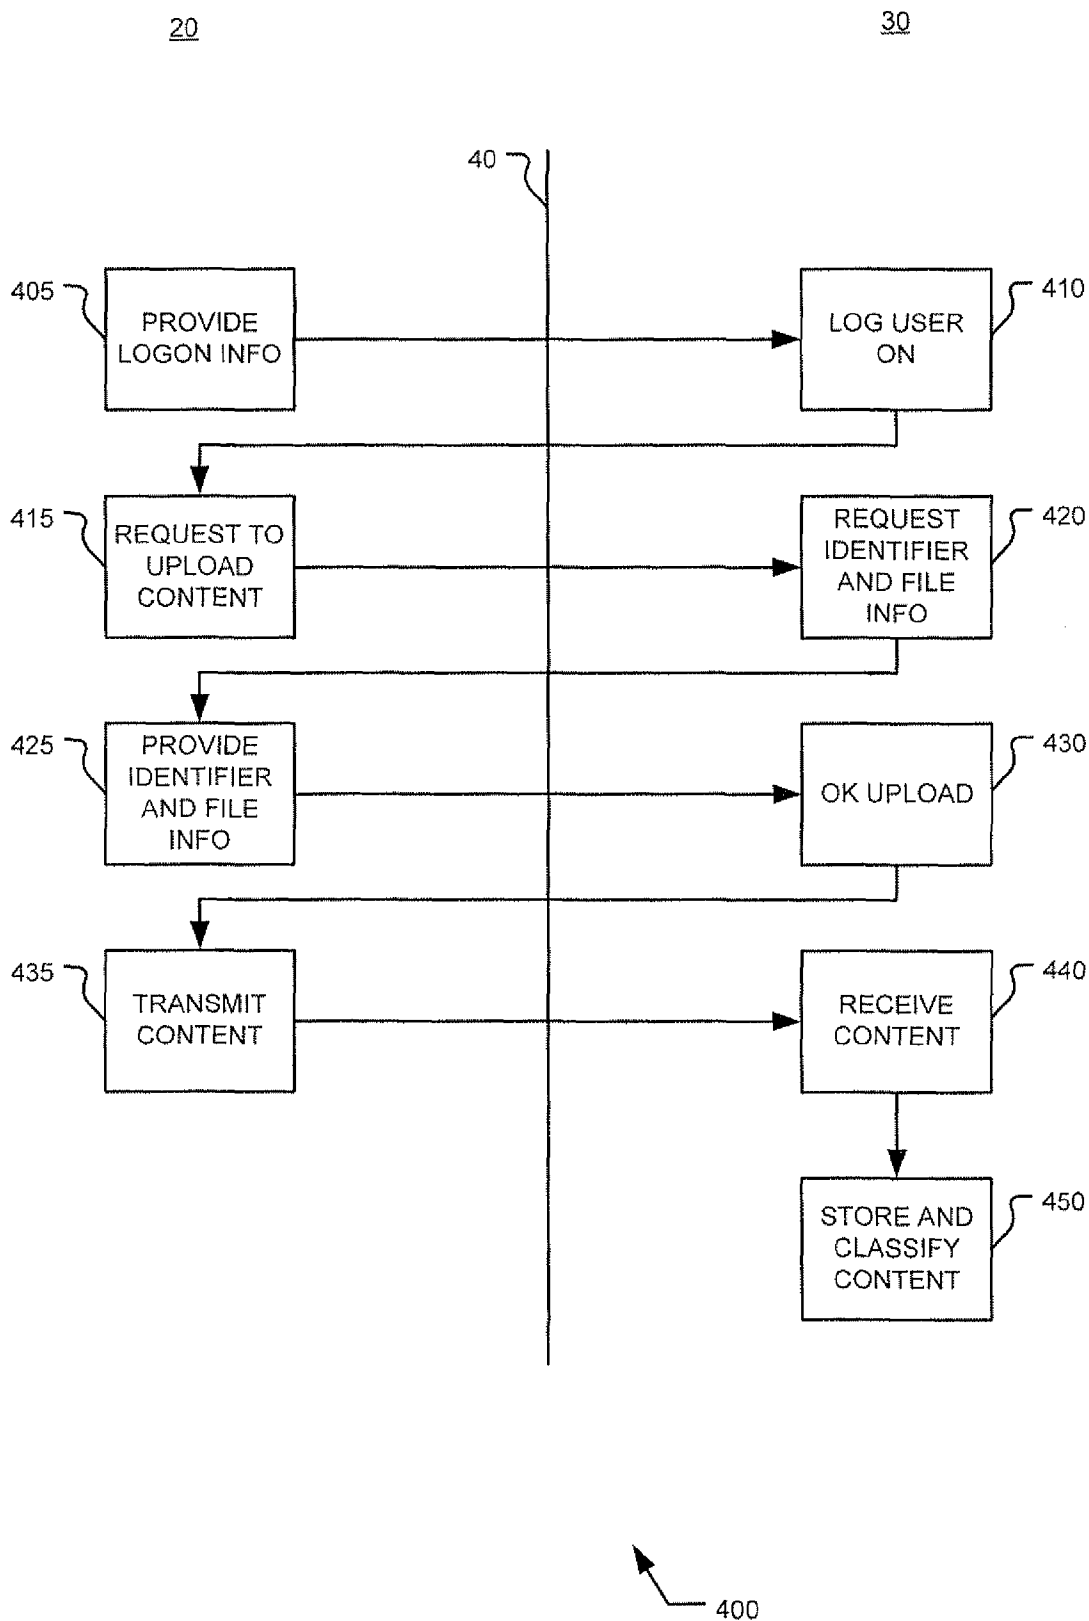 20
30
40
405
PROVIDE
LOGON INFO
LOG USER
ON
410
415
REQUEST TO
UPLOAD
CONTENT
REQUEST
IDENTIFIER
AND FILE
INFO
420
425
PROVIDE
IDENTIFIER
AND FILE
INFO
OK UPLOAD
430
435
TRANSMIT
CONTENT
RECEIVE
CONTENT
440
STORE AND
CLASSIFY
CONTENT
450
400